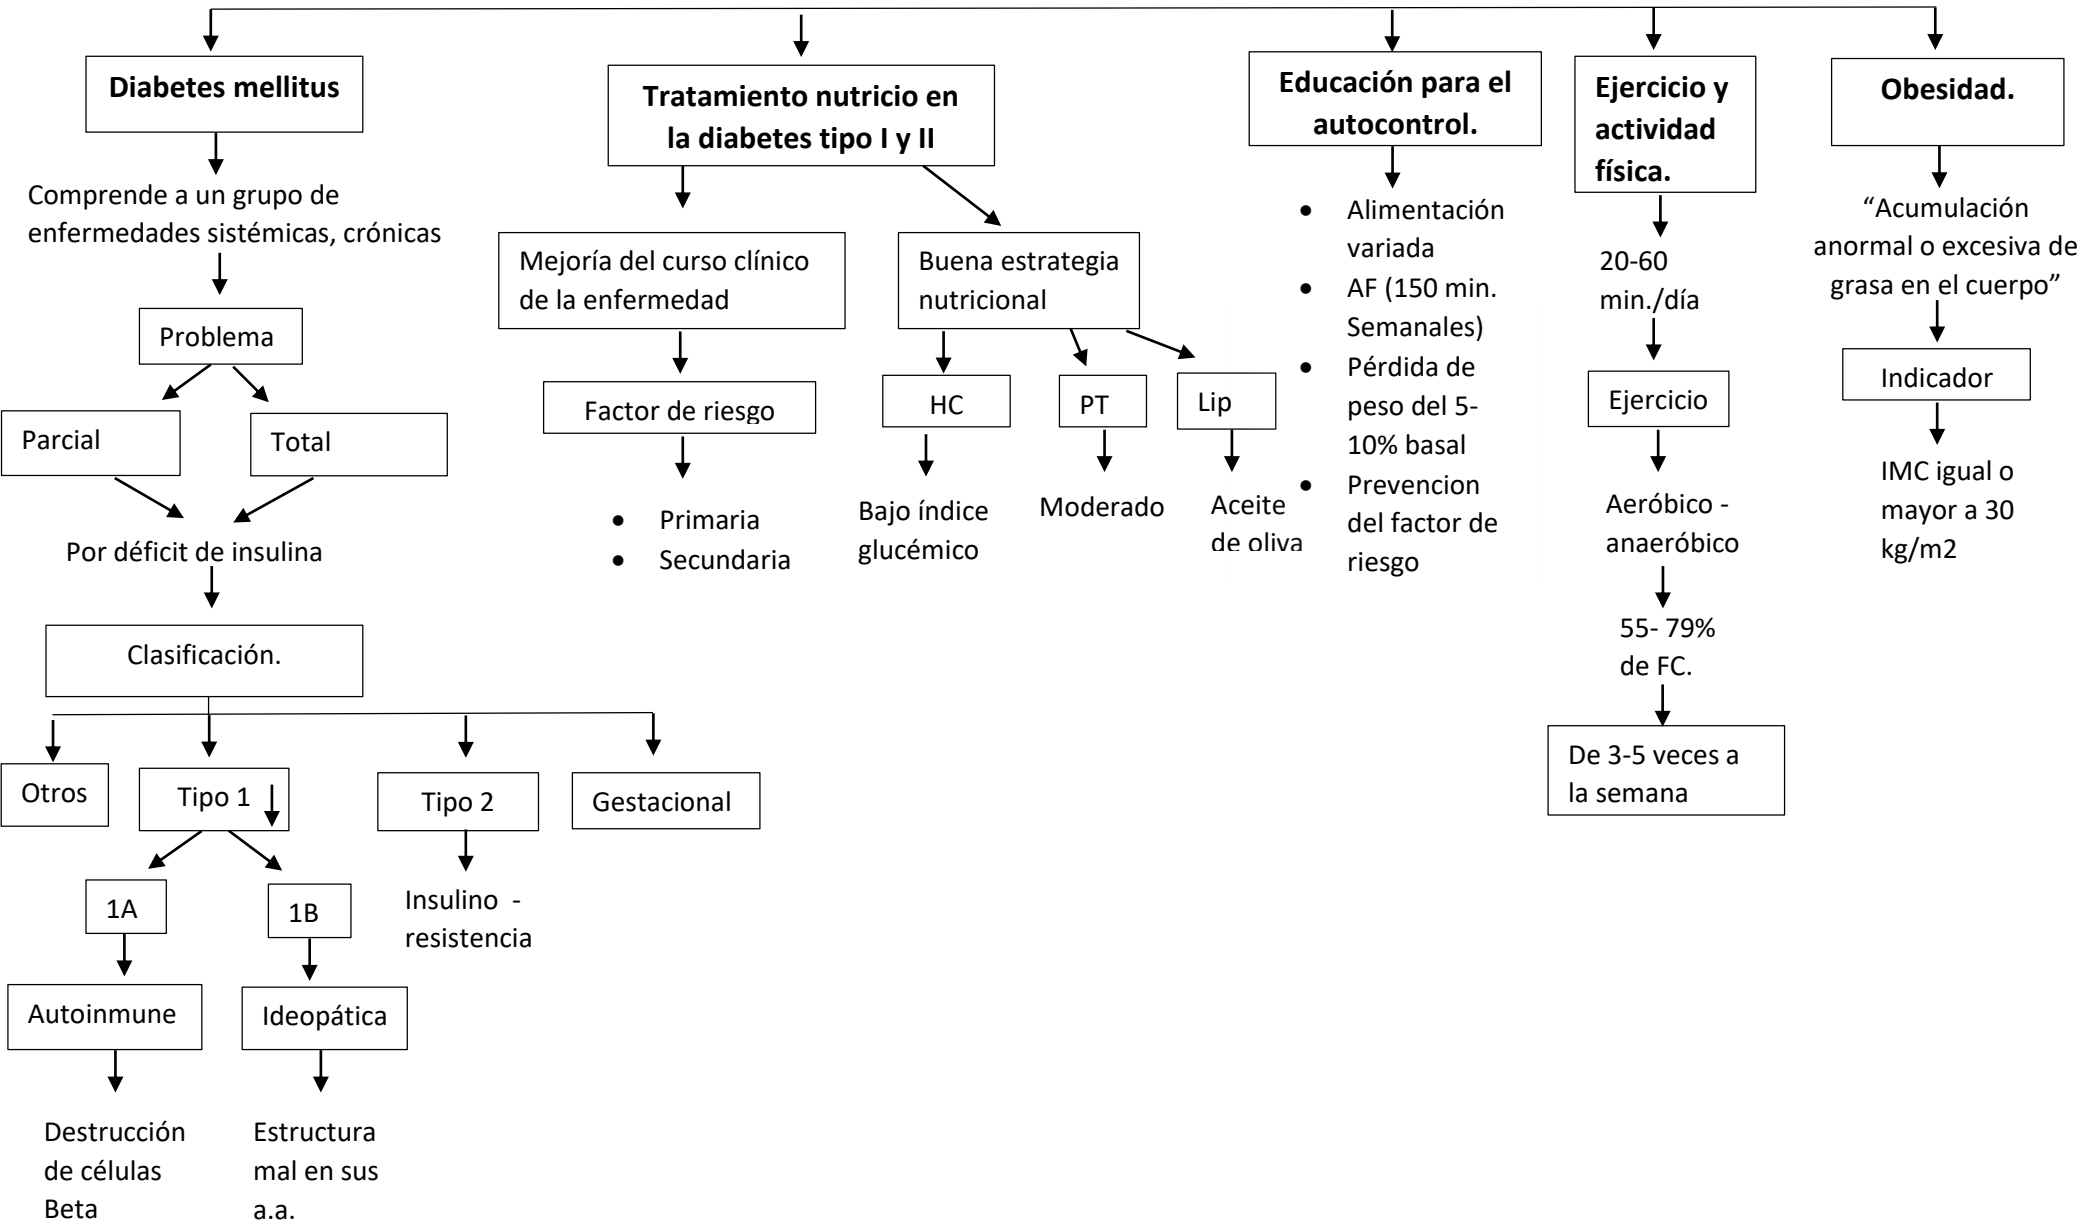 Diabetes mellitus
Comprende a un grupo de
enfermedades sistémicas, crónicas
Problema
Parcial
Total
Por déficit de insulina
Clasificación.
Otros
Tipo 1
Tipo 2
Gestacional
1A
1B
Insulino -
resistencia
Autoinmune
Ideopática
Destrucción
de células
Beta
Estructura
mal en sus
a.a.
Tratamiento nutricio en
la diabetes tipo I y II
Mejoría del curso clínico
de la enfermedad
Factor de riesgo
• Primaria
• Secundaria
Buena estrategia
nutricional
HC
PT
Lip
Bajo índice
glucémico
Moderado
Aceite
de oliva
Educación para el
autocontrol.
• Alimentación
variada
• AF (150 min.
Semanales)
• Pérdida de
peso del 5-
10% basal
• Prevencion
del factor de
riesgo
Ejercicio y
actividad
física.
20-60
min./día
Ejercicio
Aeróbico -
anaeróbico
55- 79%
de FC.
De 3-5 veces a
la semana
Obesidad.
“Acumulación
anormal o excesiva de
grasa en el cuerpo”
Indicador
IMC igual o
mayor a 30
kg/m2